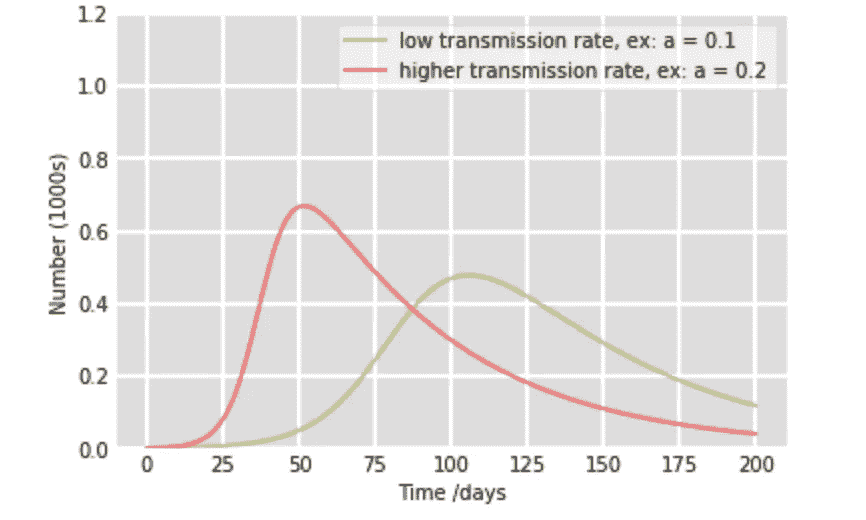 1.2
low transmission rate, ex: a = 0.1
higher transmission rate, ex: a = 0.2
1.0
0.8
0.6
0.4
0.2
0.0
Number (1000s)
0 25 50 75 100 125 150 175 200
Time /days